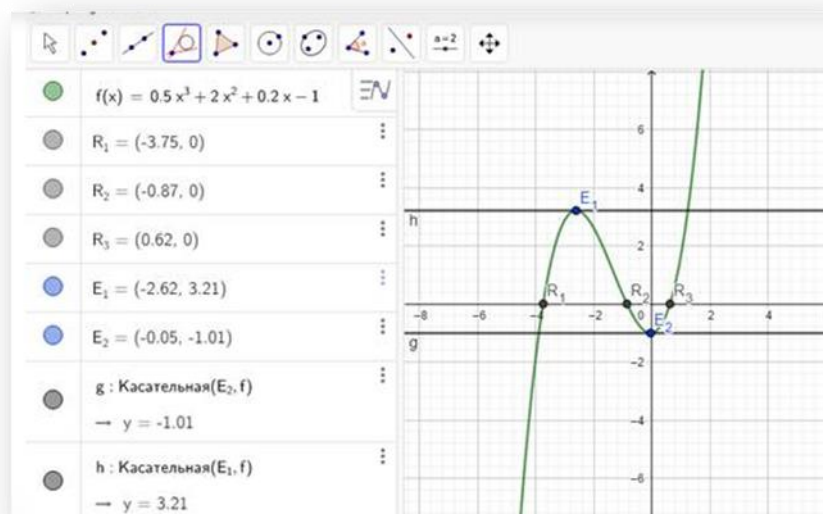 a=2
f(x) = 0.5 x³ + 2 x² + 0.2 x − 1
R₁ = (-3.75, 0)
R₂ = (-0.87, 0)
R₃ = (0.62, 0)
E₁ = (-2.62, 3.21)
E₂ = (-0.05, -1.01)
g : Касательная(E₂, f)
→ y = -1.01
h : Касательная(E₁, f)
→ y = 3.21
6
4
E₁
h
2
R₁ R₂ R₃
−8 −6 −4 −2 0 2 4
E₂
g
−2
−4
−6